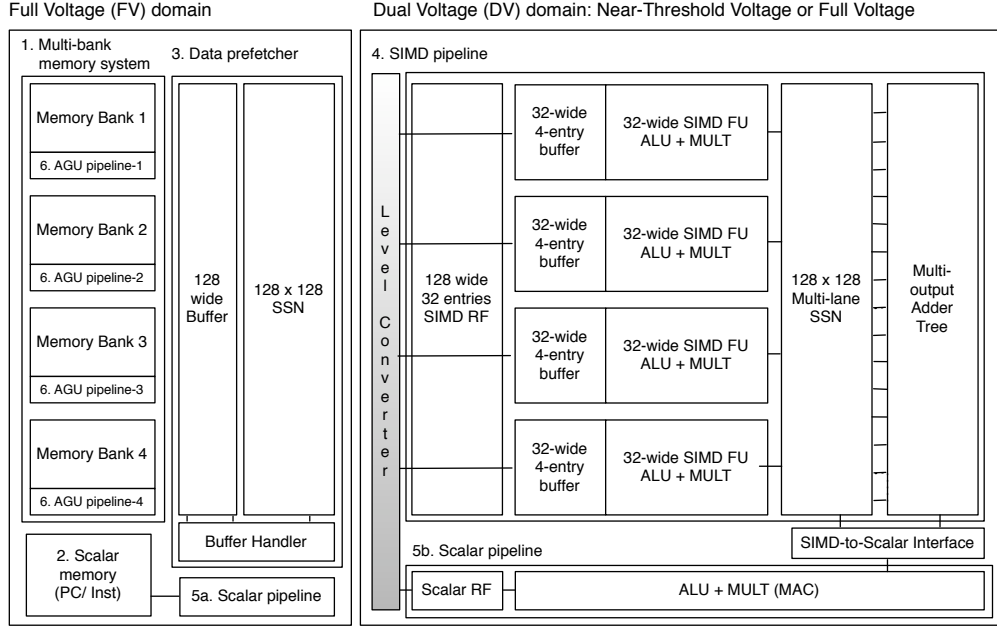 Full Voltage (FV) domain
Dual Voltage (DV) domain: Near-Threshold Voltage or Full Voltage
1. Multi-bank
memory system
Memory Bank 1
6. AGU pipeline-1
Memory Bank 2
6. AGU pipeline-2
Memory Bank 3
6. AGU pipeline-3
Memory Bank 4
6. AGU pipeline-4
3. Data prefetcher
128
wide
Buffer
128 x 128
SSN
Buffer Handler
2. Scalar
memory
(PC/ Inst)
5a. Scalar pipeline
Level Converter
4. SIMD pipeline
128 wide
32 entries
SIMD RF
32-wide
4-entry
buffer
32-wide SIMD FU
ALU + MULT
32-wide
4-entry
buffer
32-wide SIMD FU
ALU + MULT
32-wide
4-entry
buffer
32-wide SIMD FU
ALU + MULT
32-wide
4-entry
buffer
32-wide SIMD FU
ALU + MULT
128 x 128
Multi-lane
SSN
Multi-
output
Adder
Tree
SIMD-to-Scalar Interface
5b. Scalar pipeline
Scalar RF
ALU + MULT (MAC)